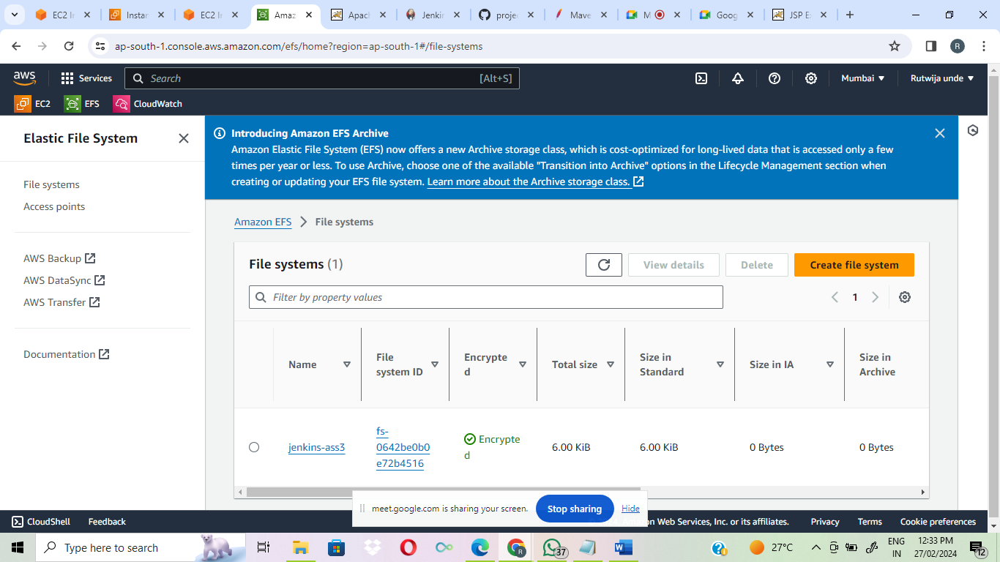 EC2 In
Instan
EC2 In
Amaz
Apach
Jenkin
projec
Mave
M
Goog
JSP Ex
ap-south-1.console.aws.amazon.com/efs/home?region=ap-south-1#/file-systems
R
aws
Services
Search
[Alt+S]
Mumbai
Rutwija unde
EC2
EFS
CloudWatch
Elastic File System
File systems
Access points
AWS Backup
AWS DataSync
AWS Transfer
Documentation
Introducing Amazon EFS Archive
Amazon Elastic File System (EFS) now offers a new Archive storage class, which is cost-optimized for long-lived data that is accessed only a few
times per year or less. To use Archive, choose one of the available "Transition into Archive" options in the Lifecycle Management section when
creating or updating your EFS file system. Learn more about the Archive storage class.
Amazon EFS
File systems
File systems (1)
View details
Delete
Create file system
Filter by property values
1
Name
File
system ID
Encrypte
d
Total size
Size in
Standard
Size in IA
Size in
Archive
jenkins-ass3
fs-
0642be0b0
e72b4516
Encrypte
d
6.00 KiB
6.00 KiB
0 Bytes
0 Bytes
meet.google.com is sharing your screen.
Stop sharing
Hide
CloudShell
Feedback
n Web Services, Inc. or its affiliates.
Privacy
Terms
Cookie preferences
Type here to search
R
37
W
27°C
ENG
IN
12:33 PM
27/02/2024
12